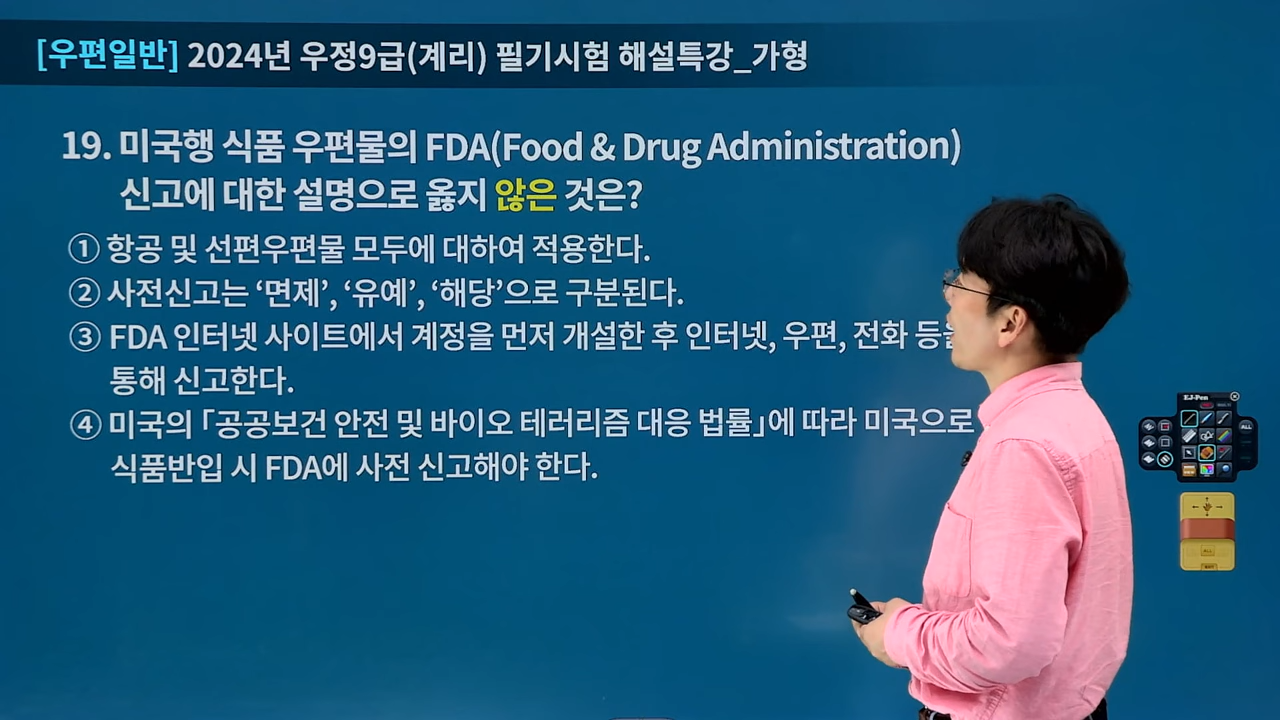 [우편일반] 2024년 우정9급(계리) 필기시험 해설특강_가형
19. 미국행 식품 우편물의 FDA(Food & Drug Administration)
신고에 대한 설명으로 옳지 않은 것은?
① 항공 및 선편우편물 모두에 대하여 적용한다.
② 사전신고는 ‘면제’, ‘유예’, ‘해당’으로 구분된다.
③ FDA 인터넷 사이트에서 계정을 먼저 개설한 후 인터넷, 우편, 전화 등을
통해 신고한다.
④ 미국의 「공공보건 안전 및 바이오 테러리즘 대응 법률」에 따라 미국으로
식품반입 시 FDA에 사전 신고해야 한다.
EJ-Pen
ALL
ALL
EXIT